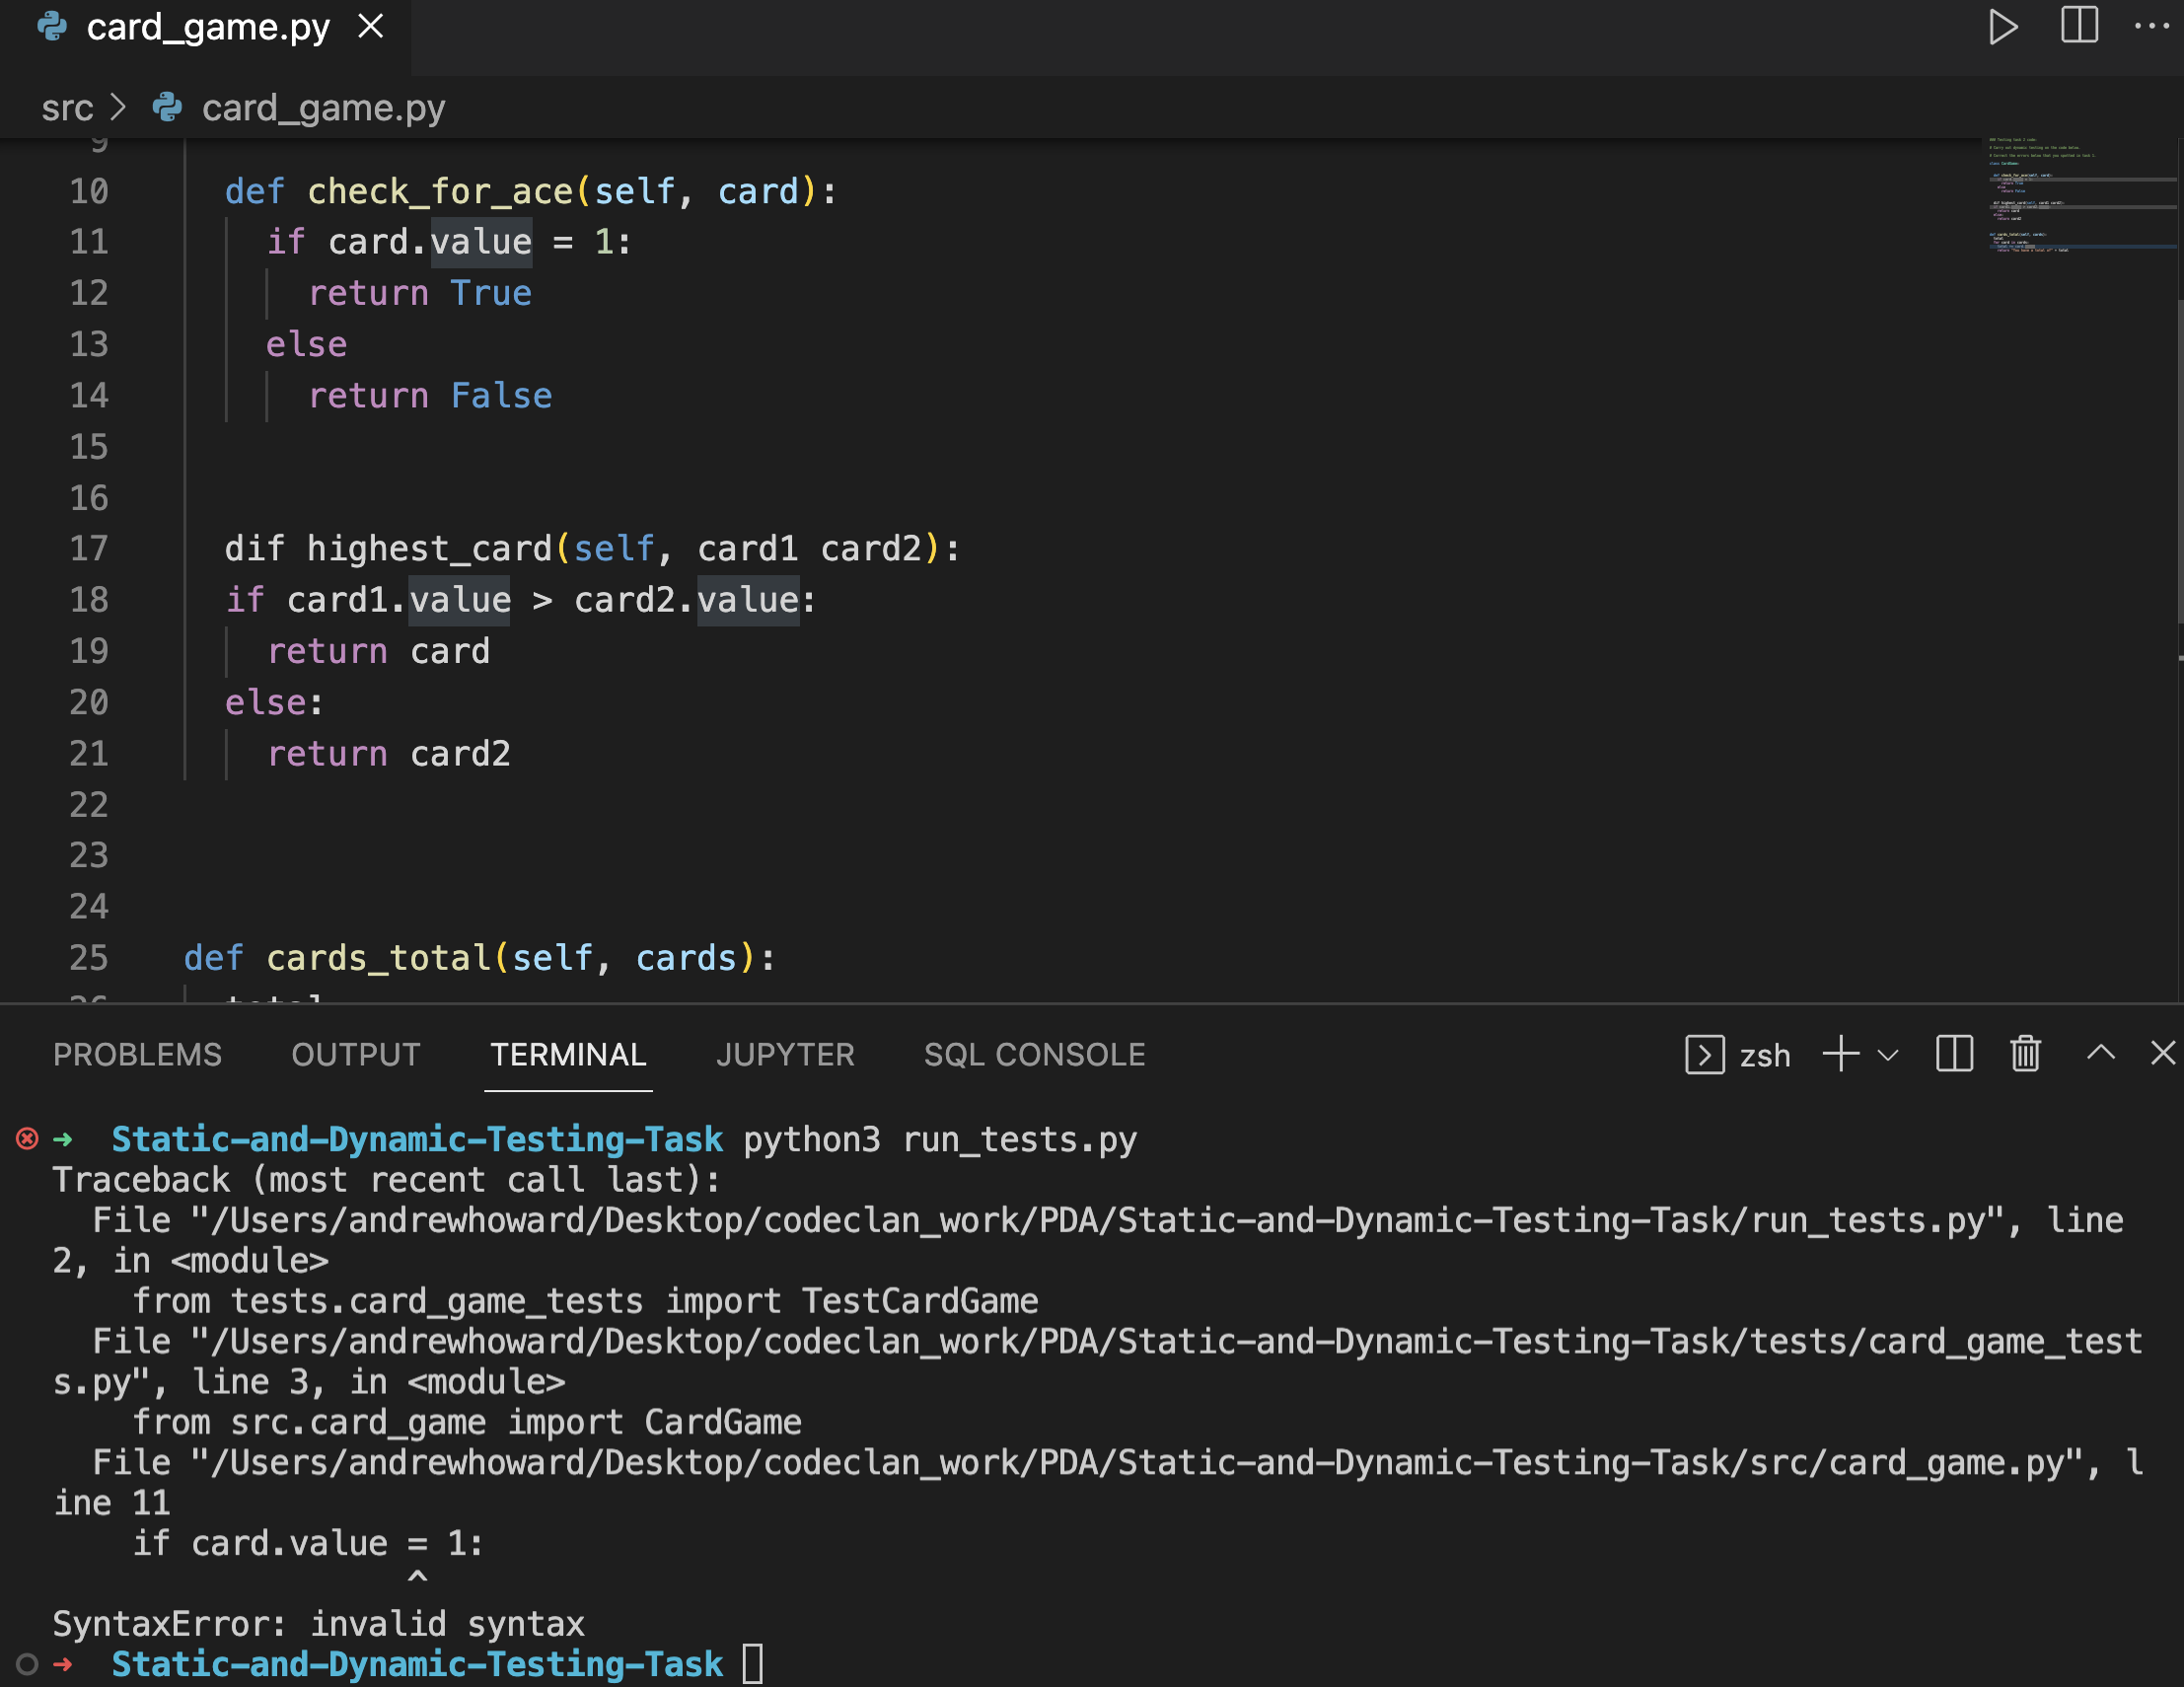 card_game.py
src > card_game.py
9
10 def check_for_ace(self, card):
11 if card.value = 1:
12 return True
13 else
14 return False
15
16
17 dif highest_card(self, card1 card2):
18 if card1.value > card2.value:
19 return card
20 else:
21 return card2
22
23
24
25 def cards_total(self, cards):
26 total
PROBLEMS OUTPUT TERMINAL JUPYTER SQL CONSOLE zsh
Static-and-Dynamic-Testing-Task python3 run_tests.py
Traceback (most recent call last):
File "/Users/andrewhoward/Desktop/codeclan_work/PDA/Static-and-Dynamic-Testing-Task/run_tests.py", line
2, in <module>
from tests.card_game_tests import TestCardGame
File "/Users/andrewhoward/Desktop/codeclan_work/PDA/Static-and-Dynamic-Testing-Task/tests/card_game_test
s.py", line 3, in <module>
from src.card_game import CardGame
File "/Users/andrewhoward/Desktop/codeclan_work/PDA/Static-and-Dynamic-Testing-Task/src/card_game.py", l
ine 11
if card.value = 1:
^
SyntaxError: invalid syntax
Static-and-Dynamic-Testing-Task